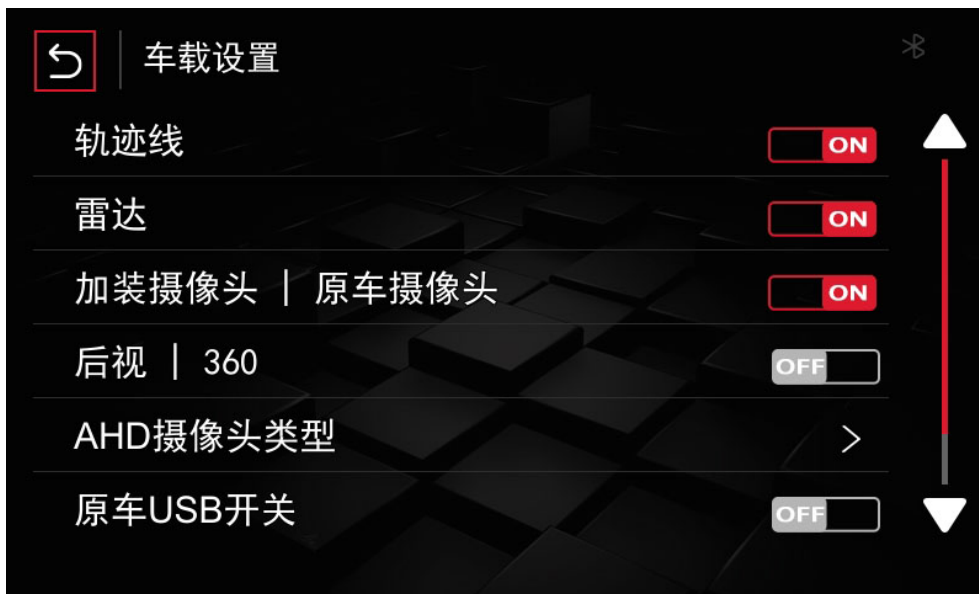 车载设置
轨迹线 ON
雷达 ON
加装摄像头 | 原车摄像头 ON
后视 | 360 OFF
AHD摄像头类型 >
原车USB开关 OFF